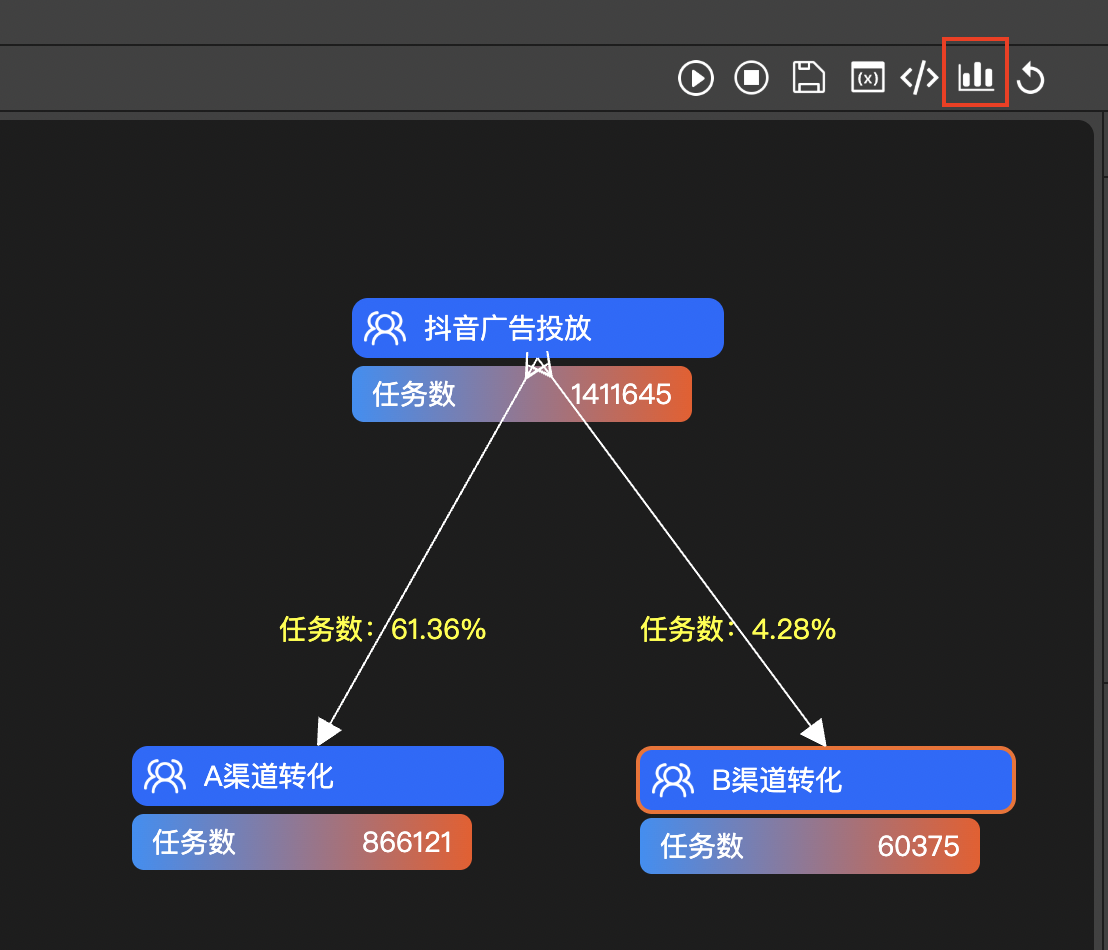 (x)
抖音广告投放
任务数 1411645
任务数：61.36% 任务数：4.28%
A渠道转化 B渠道转化
任务数 866121 任务数 60375